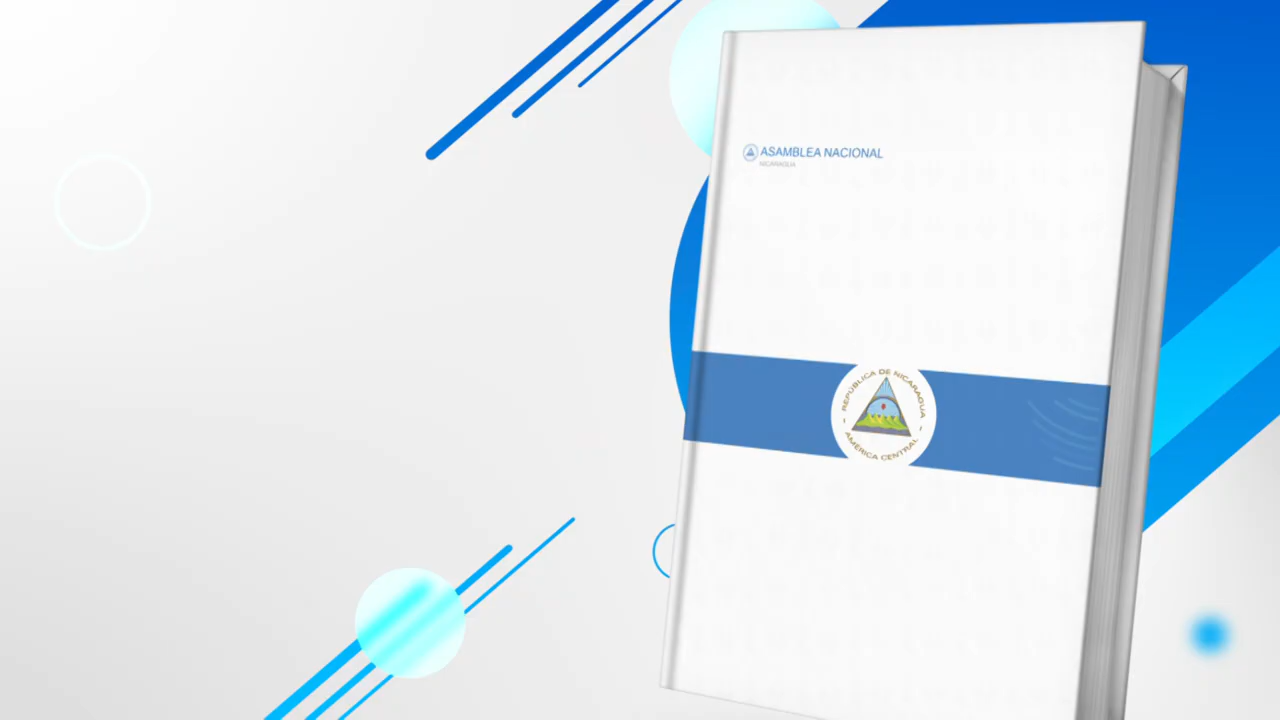 ASAMBLEA NACIONAL
NICARAGUA
REPÚBLICA DE NICARAGUA
- AMÉRICA CENTRAL -